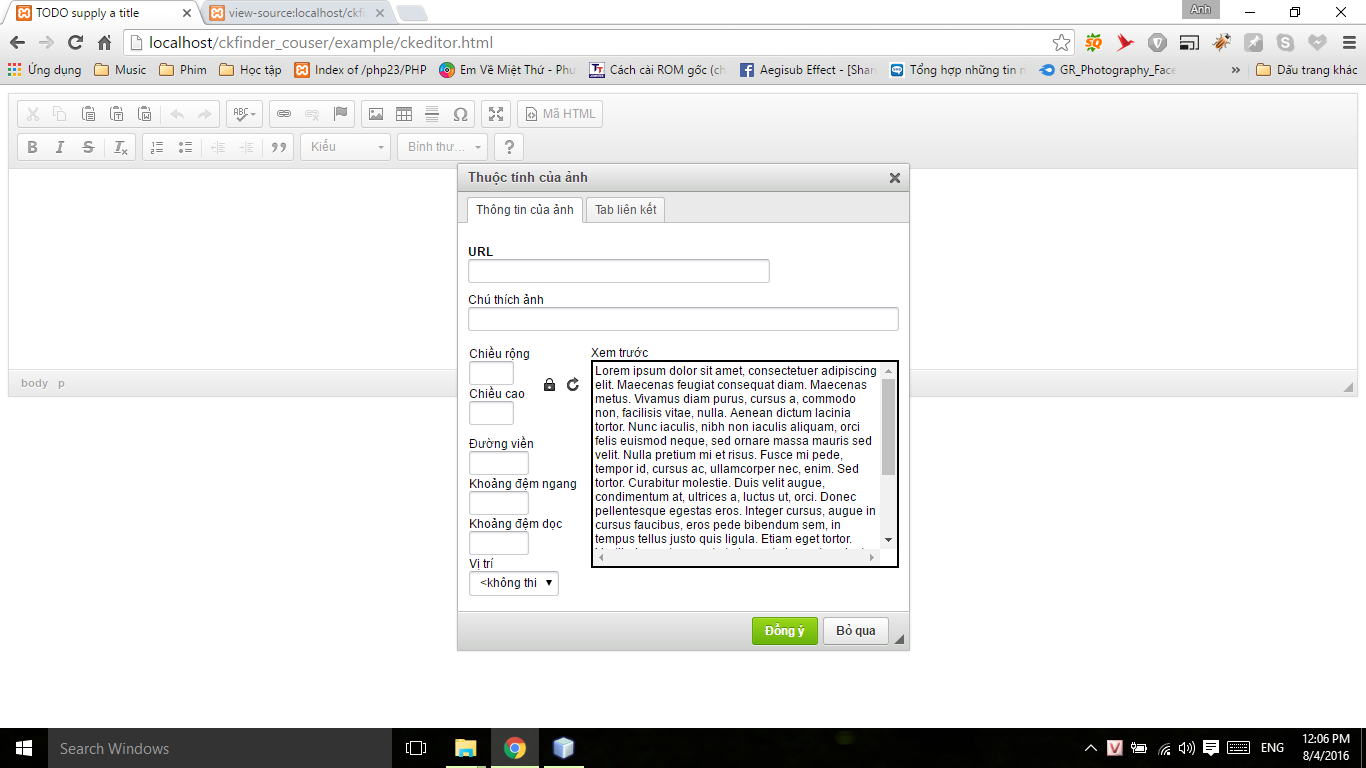 TODO supply a title
view-source:localhost/ckfi
Anh
localhost/ckfinder_couser/example/ckeditor.html
Ứng dụng Music Phim Học tập Index of /php23/PHP Em Về Miệt Thứ - Phu Cách cài ROM gốc (ch Aegisub Effect - [Shan Tổng hợp những tin n GR_Photography_Face » Dấu trang khác
ABC Ω Mã HTML
B I S Tx Kiểu Bình thư... ?
Thuộc tính của ảnh
Thông tin của ảnh Tab liên kết
URL
Chú thích ảnh
Chiều rộng
Chiều cao
Đường viền
Khoảng đệm ngang
Khoảng đệm dọc
Vị trí
<không thi
Xem trước
Lorem ipsum dolor sit amet, consectetuer adipiscing
elit. Maecenas feugiat consequat diam. Maecenas
metus. Vivamus diam purus, cursus a, commodo
non, facilisis vitae, nulla. Aenean dictum lacinia
tortor. Nunc iaculis, nibh non iaculis aliquam, orci
felis euismod neque, sed ornare massa mauris sed
velit. Nulla pretium mi et risus. Fusce mi pede,
tempor id, cursus ac, ullamcorper nec, enim. Sed
tortor. Curabitur molestie. Duis velit augue,
condimentum at, ultrices a, luctus ut, orci. Donec
pellentesque egestas eros. Integer cursus, augue in
cursus faucibus, eros pede bibendum sem, in
tempus tellus justo quis ligula. Etiam eget tortor.
Đồng ý Bỏ qua
body p
Search Windows
ENG
12:06 PM
8/4/2016